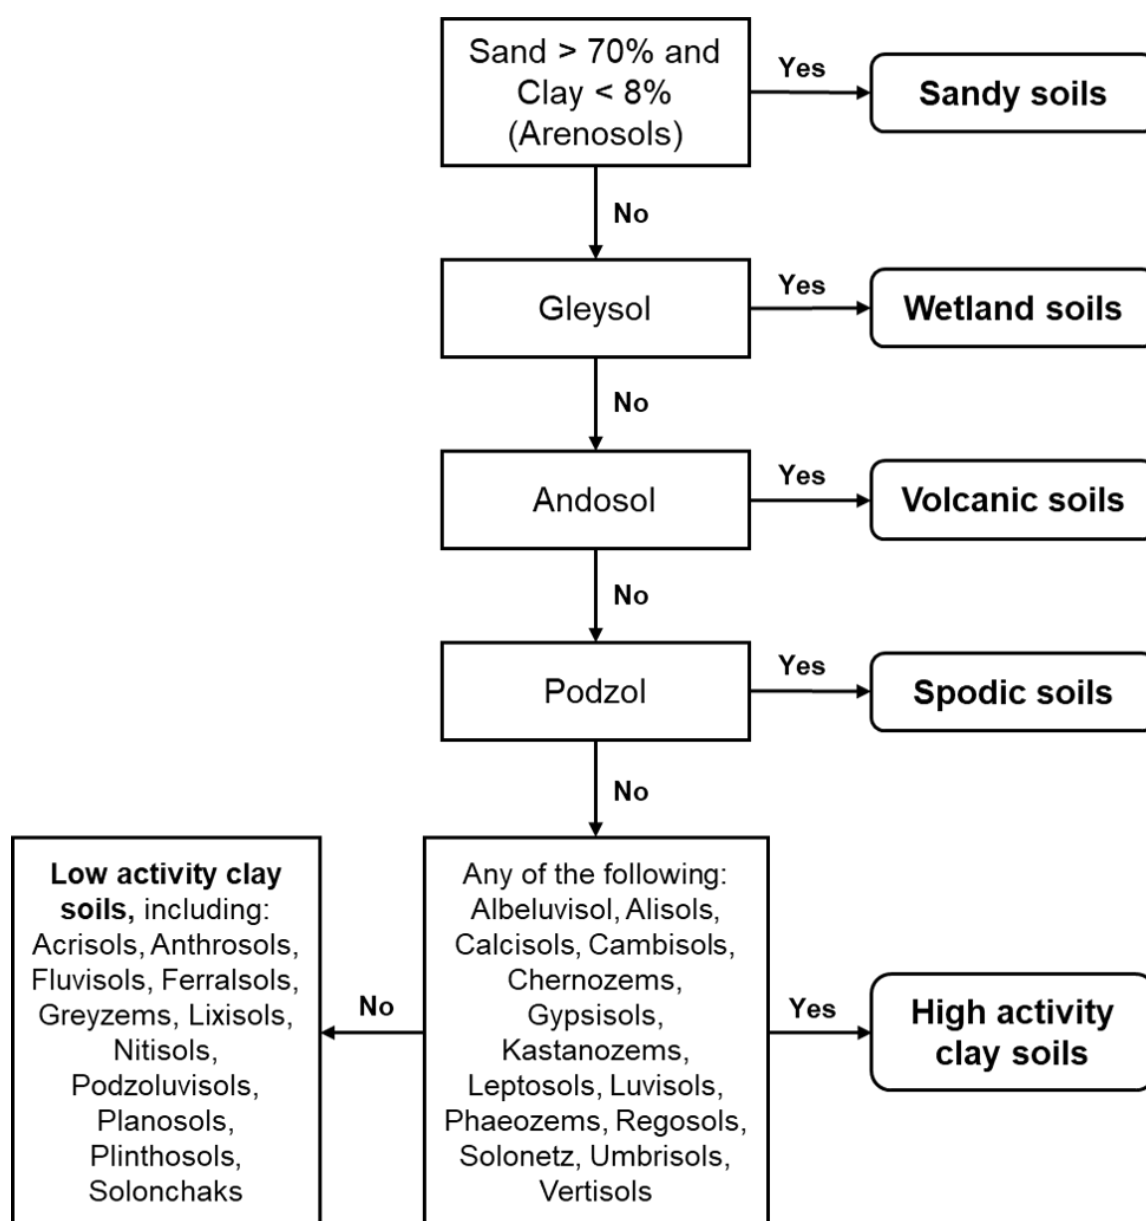 Sand > 70% and
Clay < 8%
(Arenosols)
Yes
Sandy soils
No
Gleysol
Yes
Wetland soils
No
Andosol
Yes
Volcanic soils
No
Podzol
Yes
Spodic soils
No
Low activity clay
soils, including:
Acrisols, Anthrosols,
Fluvisols, Ferralsols,
Greyzems, Lixisols,
Nitisols,
Podzoluvisols,
Planosols,
Plinthosols,
Solonchaks
No
Any of the following:
Albeluvisol, Alisols,
Calcisols, Cambisols,
Chernozems,
Gypsisols,
Kastanozems,
Leptosols, Luvisols,
Phaeozems, Regosols,
Solonetz, Umbrisols,
Vertisols
Yes
High activity
clay soils